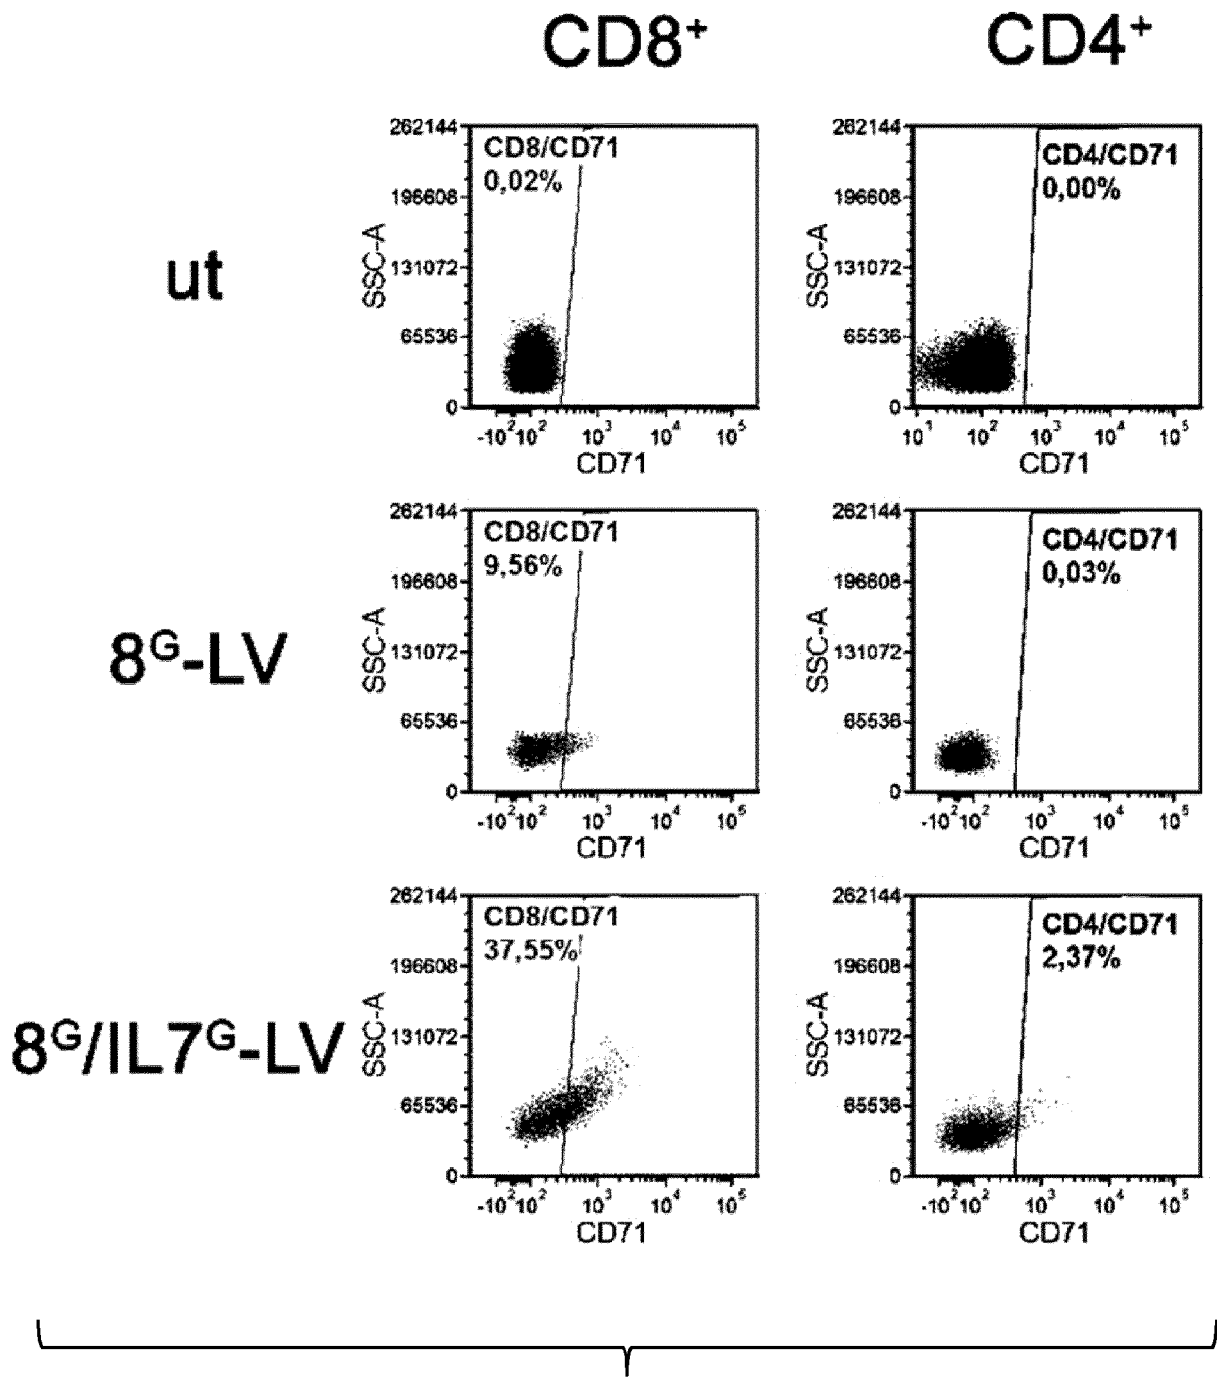 CD8⁺ CD4⁺
ut
262144
196608
131072
65536
0
SSC-A
CD8/CD71
0,02%
-10² 10² 10³ 10⁴ 10⁵
CD71
262144
196608
131072
65536
0
SSC-A
CD4/CD71
0,00%
10¹ 10² 10³ 10⁴ 10⁵
CD71
8ᴳ-LV
262144
196608
131072
65536
0
SSC-A
CD8/CD71
9,56%
-10² 10² 10³ 10⁴ 10⁵
CD71
262144
196608
131072
65536
0
SSC-A
CD4/CD71
0,03%
-10² 10² 10³ 10⁴ 10⁵
CD71
8ᴳ/IL7ᴳ-LV
262144
196608
131072
65536
0
SSC-A
CD8/CD71
37,55%
-10² 10² 10³ 10⁴ 10⁵
CD71
262144
196608
131072
65536
0
SSC-A
CD4/CD71
2,37%
-10² 10² 10³ 10⁴ 10⁵
CD71